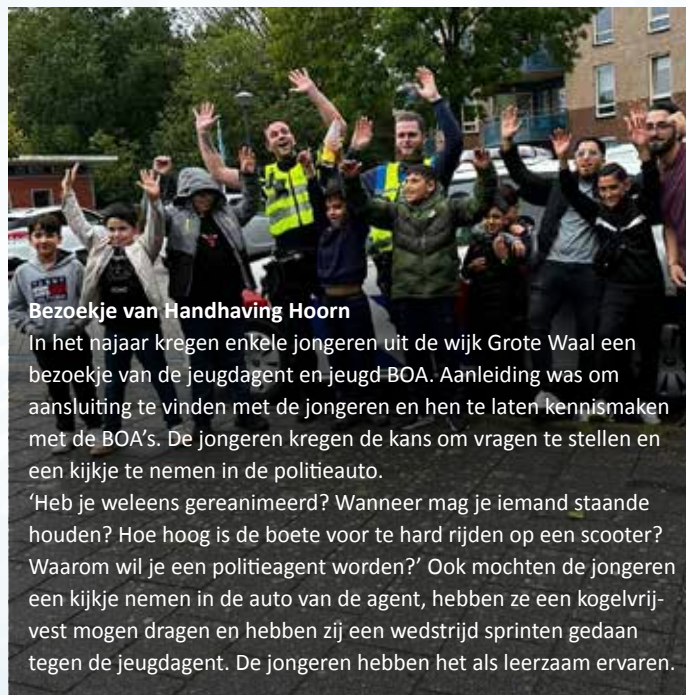 Bezoekje van Handhaving Hoorn
In het najaar kregen enkele jongeren uit de wijk Grote Waal een
bezoekje van de jeugdagent en jeugd BOA. Aanleiding was om
aansluiting te vinden met de jongeren en hen te laten kennismaken
met de BOA’s. De jongeren kregen de kans om vragen te stellen en
een kijkje te nemen in de politieauto.
‘Heb je weleens gereanimeerd? Wanneer mag je iemand staande
houden? Hoe hoog is de boete voor te hard rijden op een scooter?
Waarom wil je een politieagent worden?’ Ook mochten de jongeren
een kijkje nemen in de auto van de agent, hebben ze een kogelvrij-
vest mogen dragen en hebben zij een wedstrijd sprinten gedaan
tegen de jeugdagent. De jongeren hebben het als leerzaam ervaren.